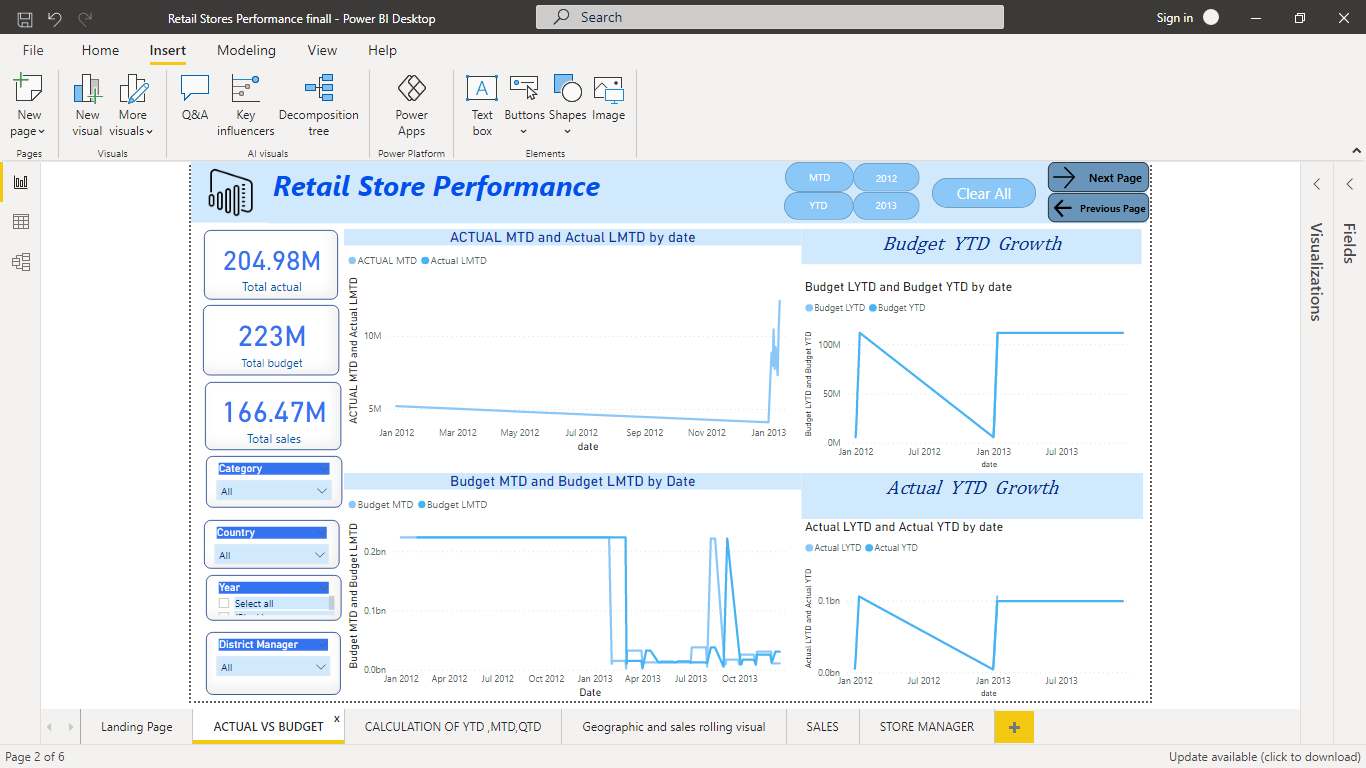 Retail Stores Performance finall - Power BI Desktop
Search
Sign in
File
Home
Insert
Modeling
View
Help
New page
New visual
More visuals
Q&A
Key influencers
Decomposition tree
Power Apps
Text box
Buttons
Shapes
Image
Pages
Visuals
AI visuals
Power Platform
Elements
Retail Store Performance
MTD
2012
YTD
2013
Clear All
Next Page
Previous Page
204.98M
Total actual
223M
Total budget
166.47M
Total sales
Category
All
Country
All
Year
Select all
District Manager
All
ACTUAL MTD and Actual LMTD by date
ACTUAL MTD
Actual LMTD
ACTUAL MTD and Actual LMTD
10M
5M
Jan 2012
Mar 2012
May 2012
Jul 2012
Sep 2012
Nov 2012
Jan 2013
date
Budget YTD Growth
Budget LYTD and Budget YTD by date
Budget LYTD
Budget YTD
Budget LYTD and Budget YTD
100M
50M
0M
Jan 2012
Jul 2012
Jan 2013
Jul 2013
date
Budget MTD and Budget LMTD by Date
Budget MTD
Budget LMTD
Budget MTD and Budget LMTD
0.2bn
0.1bn
0.0bn
Jan 2012
Apr 2012
Jul 2012
Oct 2012
Jan 2013
Apr 2013
Jul 2013
Oct 2013
Date
Actual YTD Growth
Actual LYTD and Actual YTD by date
Actual LYTD
Actual YTD
Actual LYTD and Actual YTD
0.1bn
0.0bn
Jan 2012
Jul 2012
Jan 2013
Jul 2013
date
Visualizations
Fields
Landing Page
ACTUAL VS BUDGET
x
CALCULATION OF YTD ,MTD,QTD
Geographic and sales rolling visual
SALES
STORE MANAGER
+
Page 2 of 6
Update available (click to download)